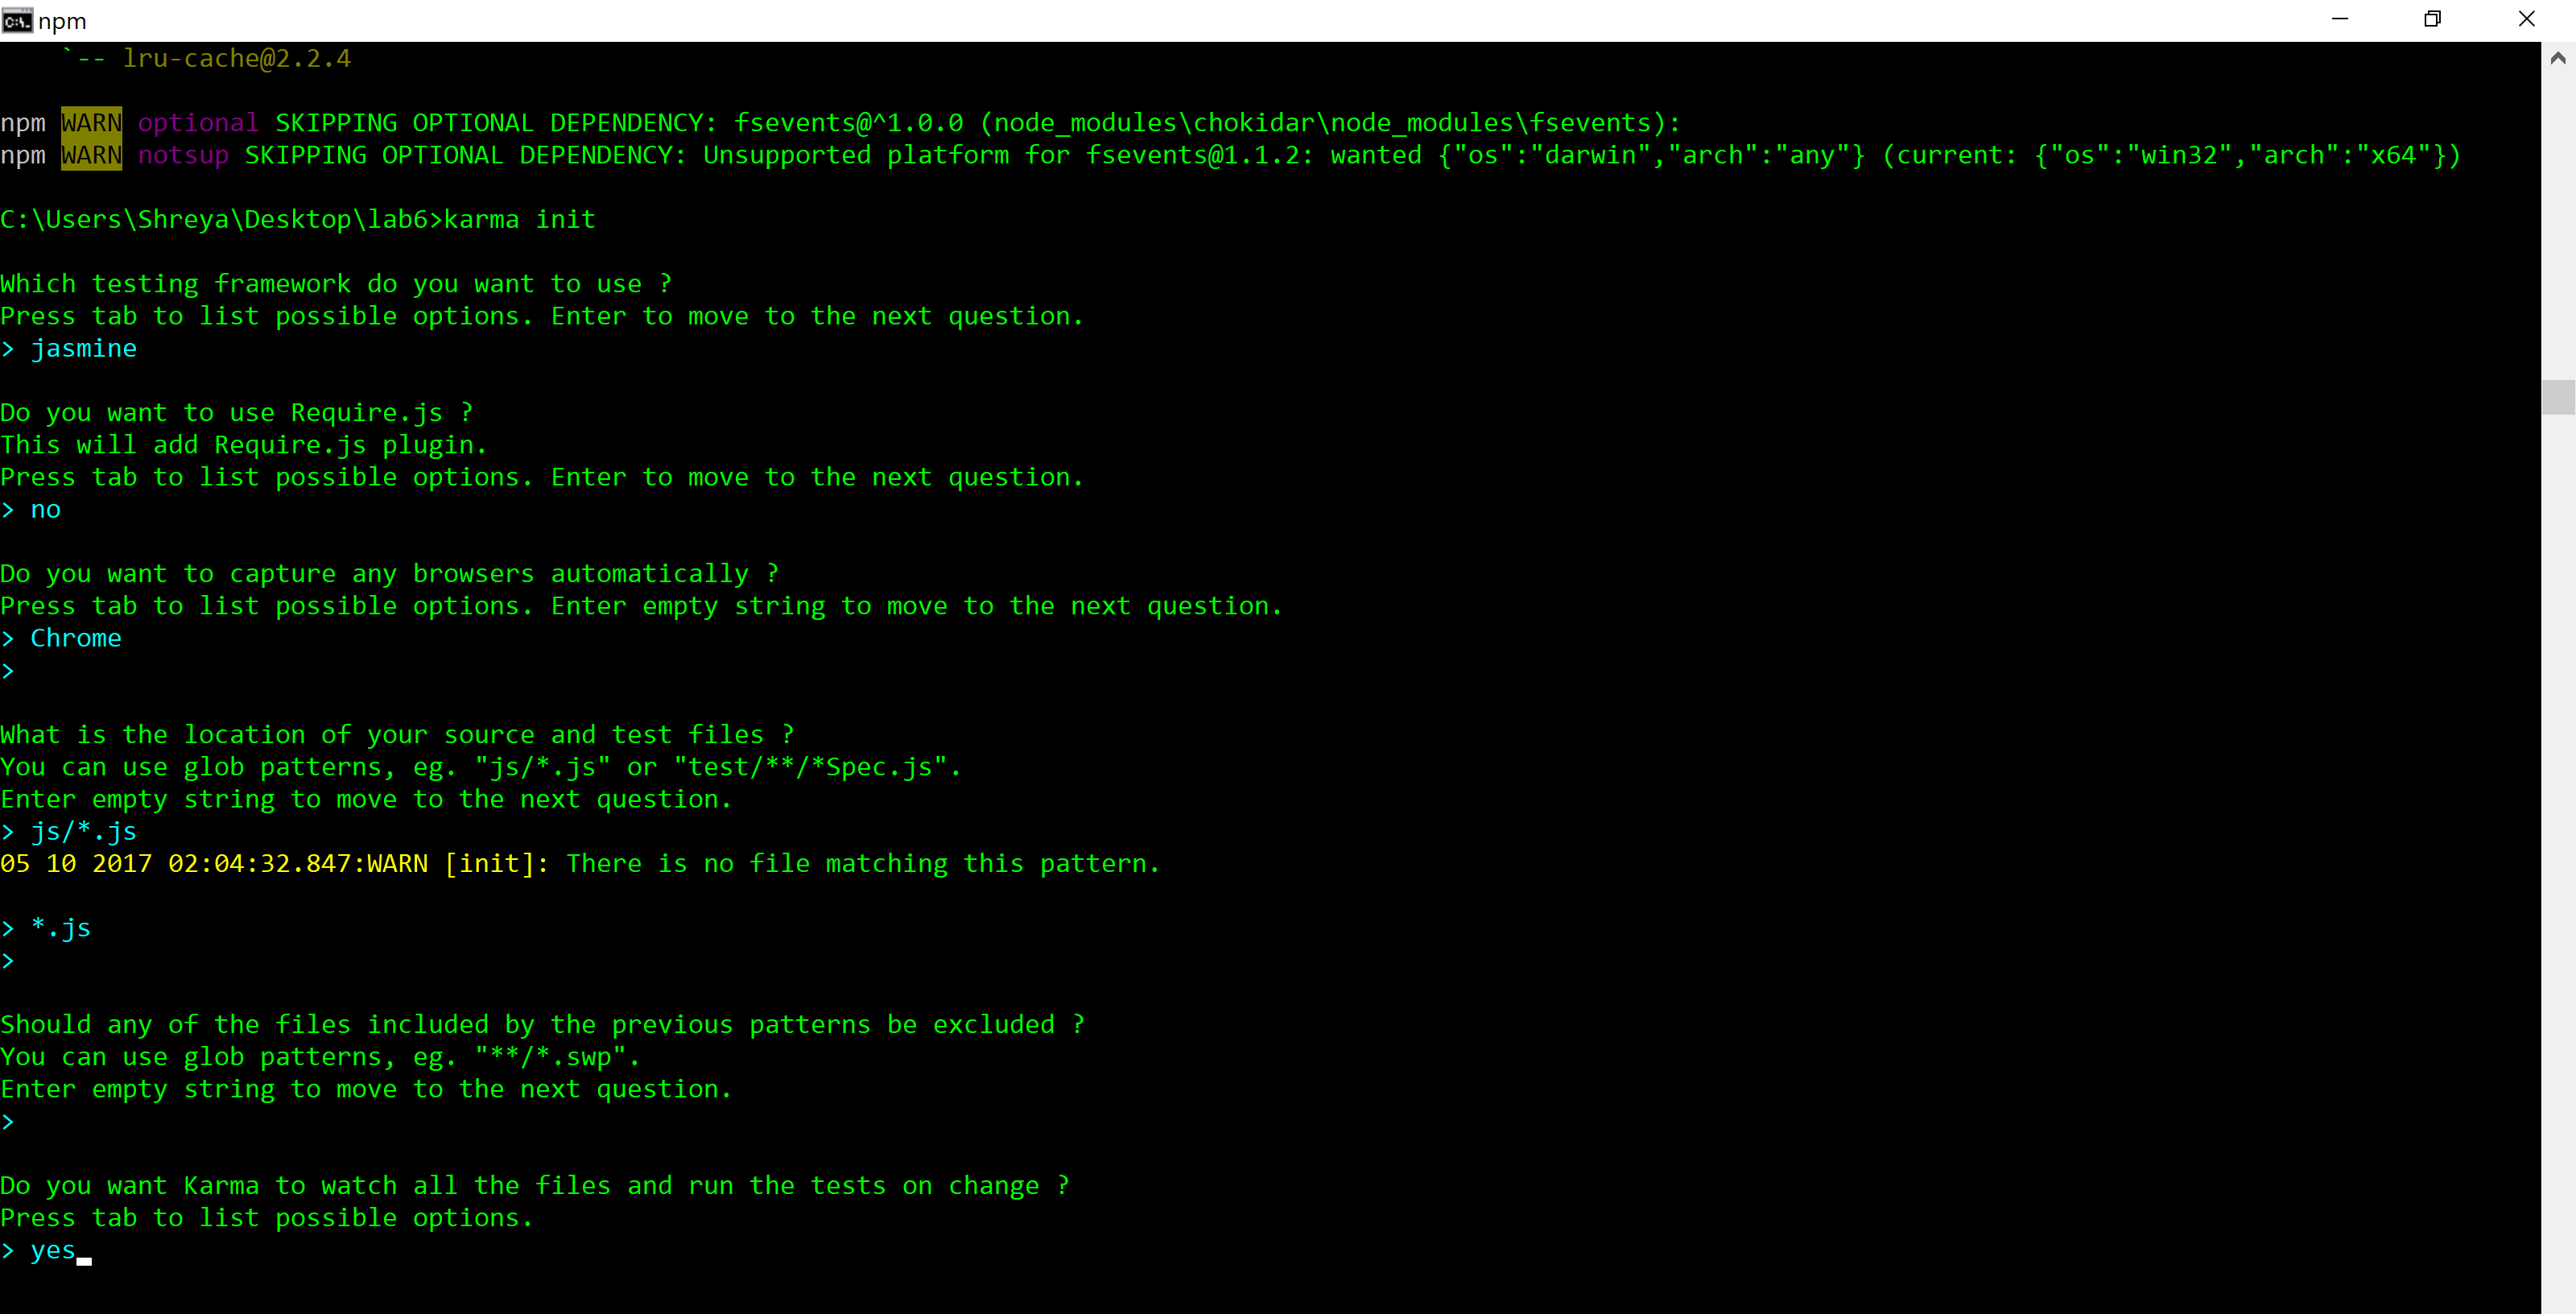 npm
`-- lru-cache@2.2.4
npm WARN optional SKIPPING OPTIONAL DEPENDENCY: fsevents@^1.0.0 (node_modules\chokidar\node_modules\fsevents):
npm WARN notsup SKIPPING OPTIONAL DEPENDENCY: Unsupported platform for fsevents@1.1.2: wanted {"os":"darwin","arch":"any"} (current: {"os":"win32","arch":"x64"})
C:\Users\Shreya\Desktop\lab6>karma init
Which testing framework do you want to use ?
Press tab to list possible options. Enter to move to the next question.
> jasmine
Do you want to use Require.js ?
This will add Require.js plugin.
Press tab to list possible options. Enter to move to the next question.
> no
Do you want to capture any browsers automatically ?
Press tab to list possible options. Enter empty string to move to the next question.
> Chrome
>
What is the location of your source and test files ?
You can use glob patterns, eg. "js/*.js" or "test/**/*Spec.js".
Enter empty string to move to the next question.
> js/*.js
05 10 2017 02:04:32.847:WARN [init]: There is no file matching this pattern.
> *.js
>
Should any of the files included by the previous patterns be excluded ?
You can use glob patterns, eg. "**/*.swp".
Enter empty string to move to the next question.
>
Do you want Karma to watch all the files and run the tests on change ?
Press tab to list possible options.
> yes